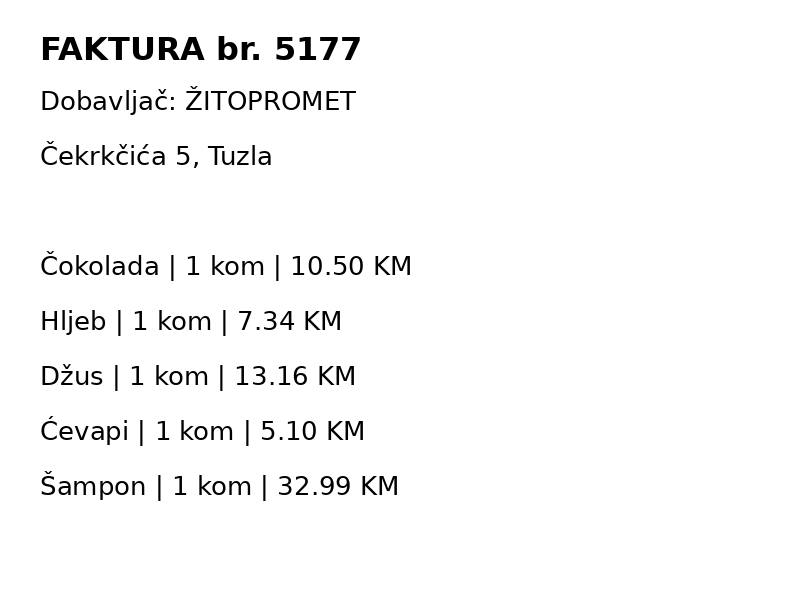 FAKTURA br. 5177
Dobavljač: ŽITOPROMET
Čekrkčića 5, Tuzla
Čokolada | 1 kom | 10.50 KM
Hljeb | 1 kom | 7.34 KM
Džus | 1 kom | 13.16 KM
Ćevapi | 1 kom | 5.10 KM
Šampon | 1 kom | 32.99 KM